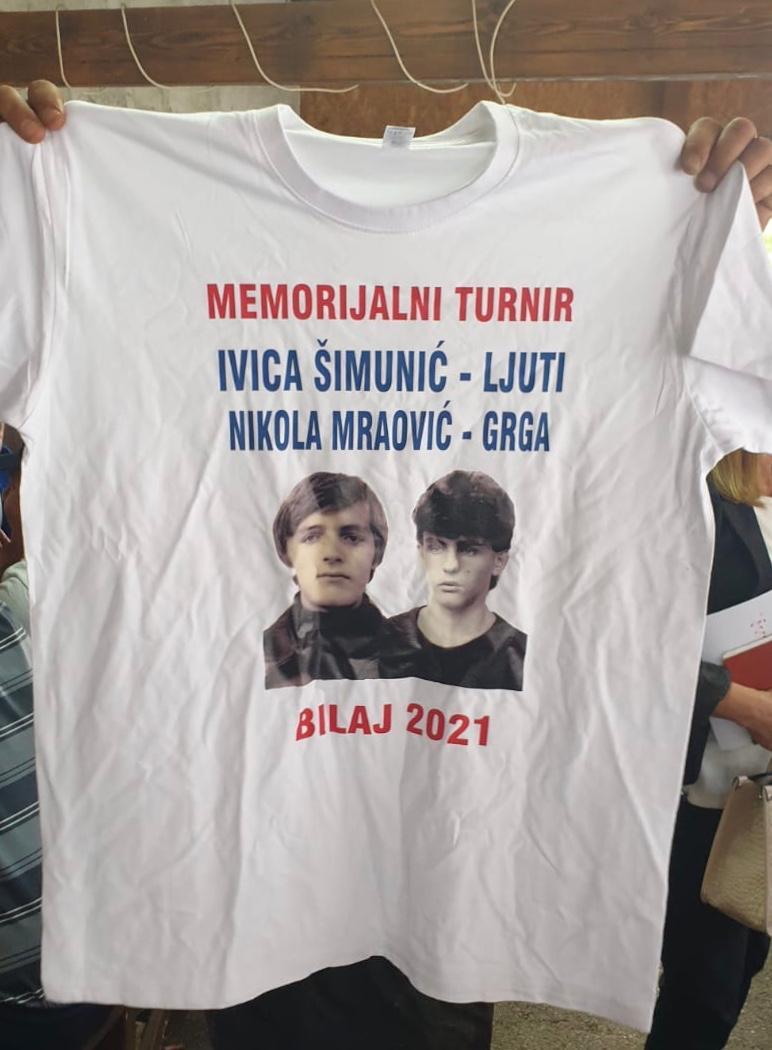 MEMORIJALNI TURNIR
IVICA ŠIMUNIĆ - LJUTI
NIKOLA MRAOVIĆ - GRGA
BILAJ 2021